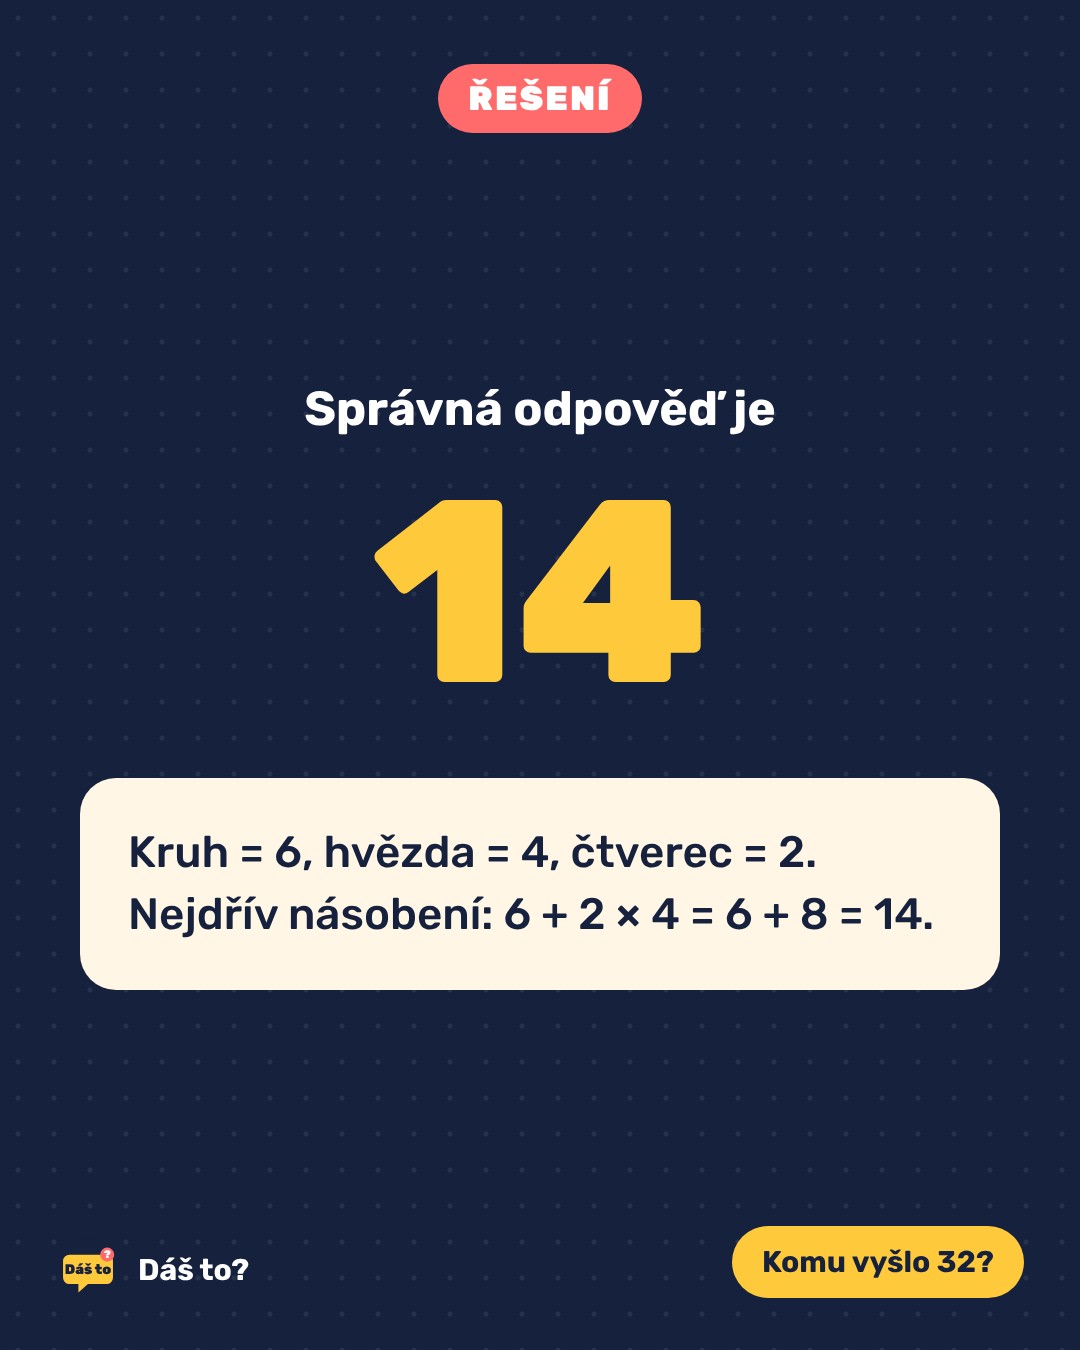 ŘEŠENÍ
Správná odpověď je
14
Kruh = 6, hvězda = 4, čtverec = 2.
Nejdřív násobení: 6 + 2 × 4 = 6 + 8 = 14.
?
Dáš to
Dáš to?
Komu vyšlo 32?